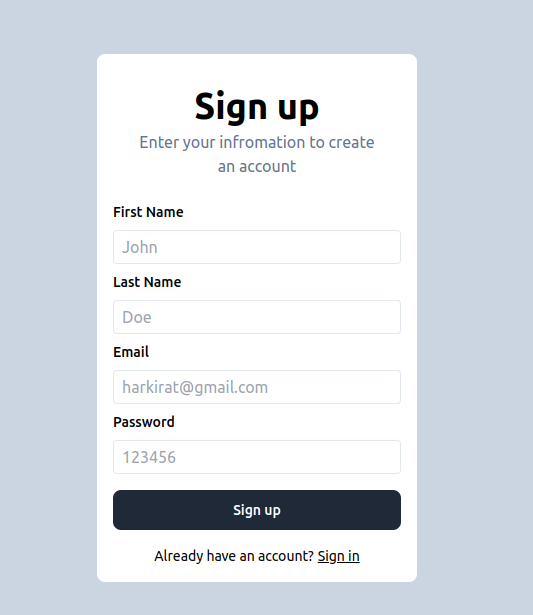 Sign up
Enter your infromation to create
an account
First Name
John
Last Name
Doe
Email
harkirat@gmail.com
Password
123456
Sign up
Already have an account? Sign in